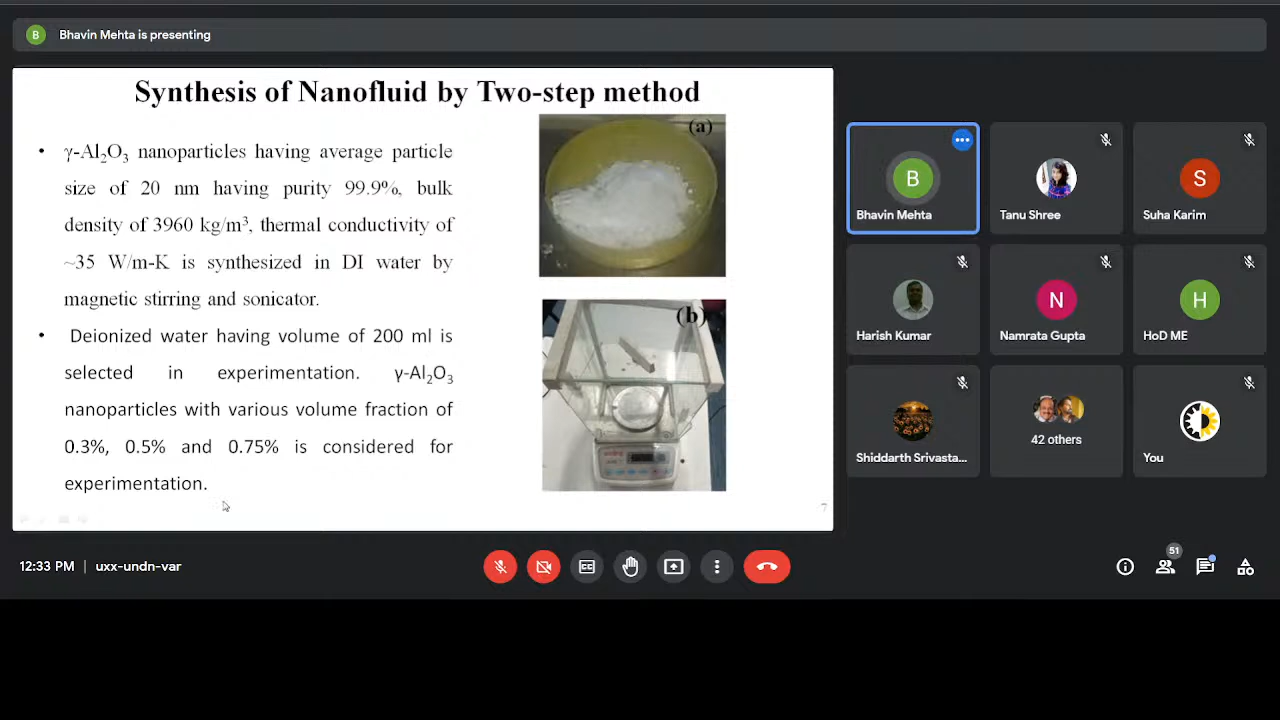 B Bhavin Mehta is presenting
Synthesis of Nanofluid by Two-step method
• γ-Al₂O₃ nanoparticles having average particle
size of 20 nm having purity 99.9%, bulk
density of 3960 kg/m³, thermal conductivity of
~35 W/m-K is synthesized in DI water by
magnetic stirring and sonicator.
• Deionized water having volume of 200 ml is
selected in experimentation. γ-Al₂O₃
nanoparticles with various volume fraction of
0.3%, 0.5% and 0.75% is considered for
experimentation.
(a)
(b)
7
B
Bhavin Mehta
Tanu Shree
S
Suha Karim
Harish Kumar
N
Namrata Gupta
H
HoD ME
Shiddarth Srivasta...
42 others
You
12:33 PM | uxx-undn-var
CC
51